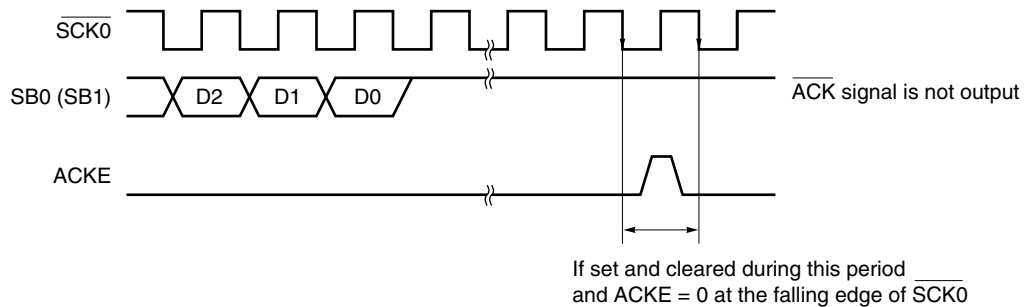 SCK0
SB0 (SB1)
D2
D1
D0
ACK signal is not output
ACKE
If set and cleared during this period
and ACKE = 0 at the falling edge of SCK0